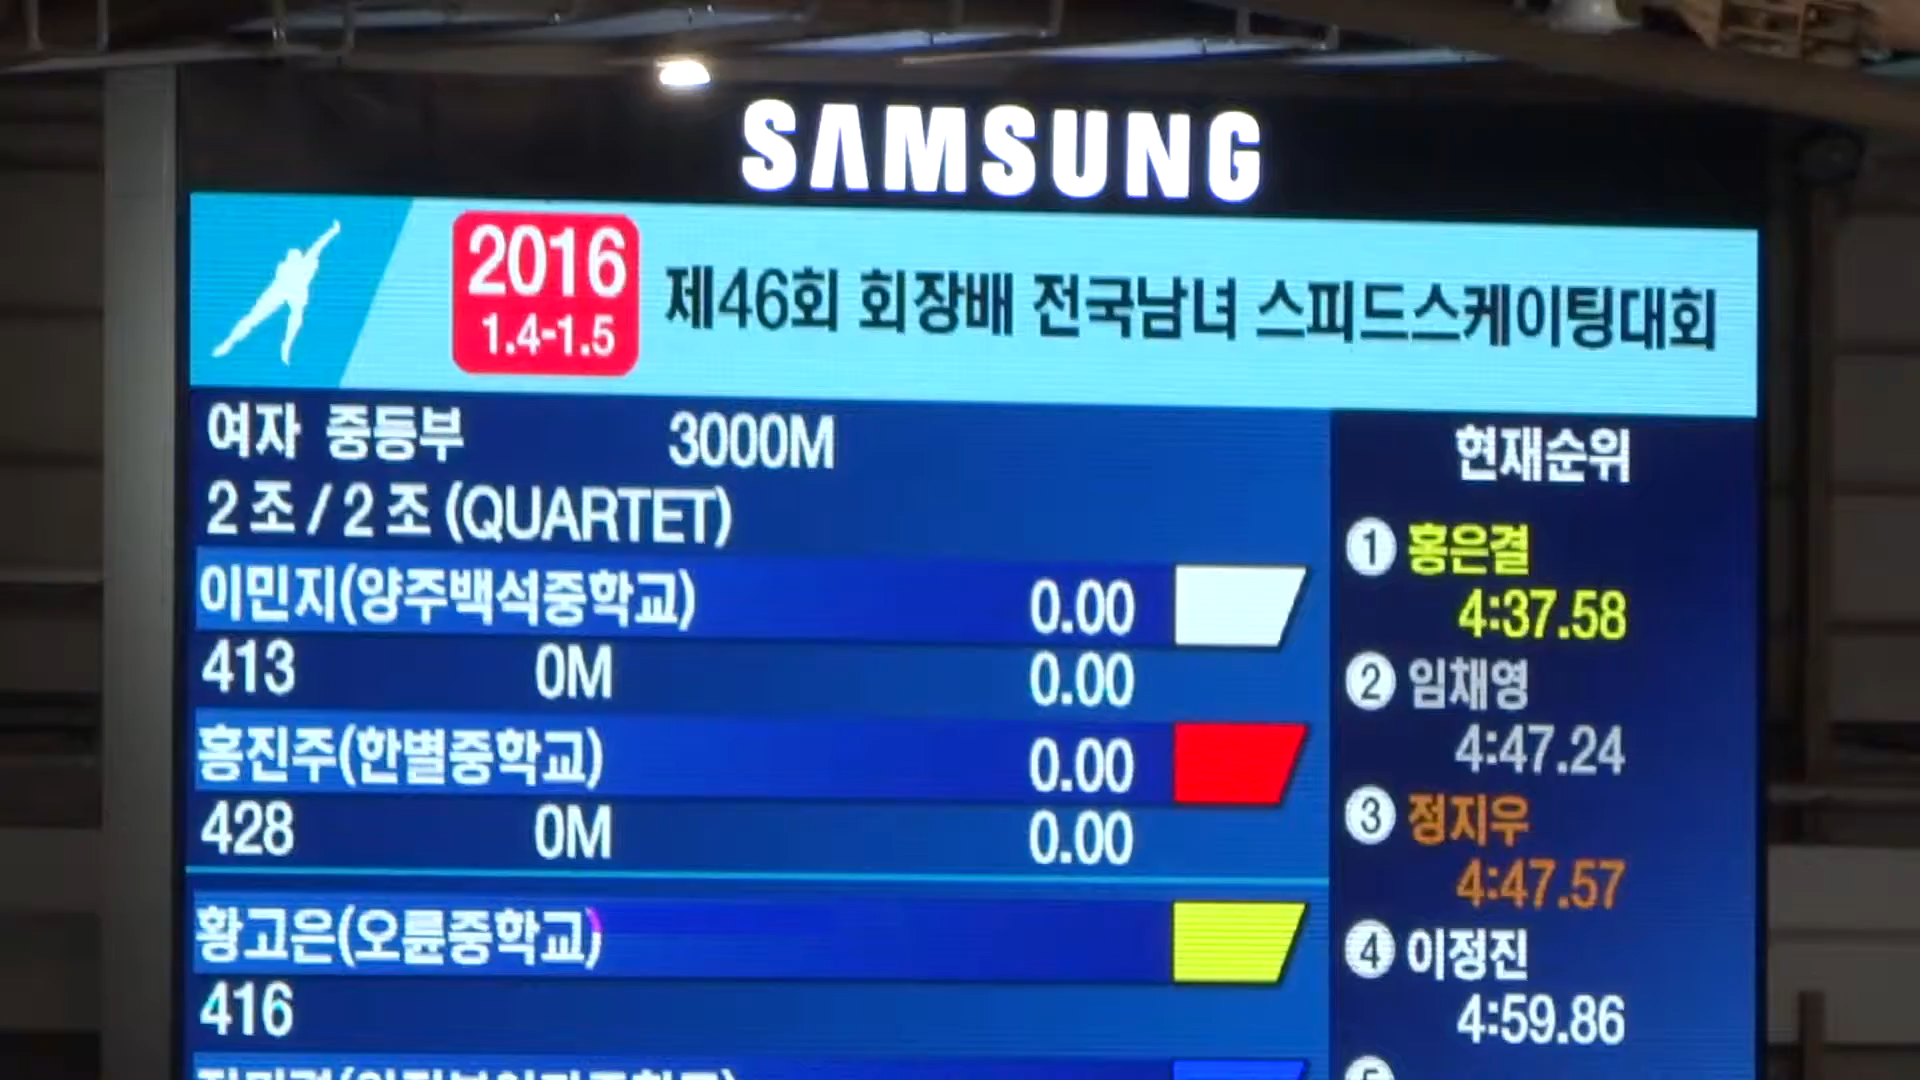 SAMSUNG
2016
1.4-1.5
제46회 회장배 전국남녀 스피드스케이팅대회
여자 중등부 3000M
2 조 / 2 조 (QUARTET)
이민지(양주백석중학교) 0.00
413 0M 0.00
홍진주(한별중학교) 0.00
428 0M 0.00
황고은(오륜중학교)
416
현재순위
1 홍은결
4:37.58
2 임채영
4:47.24
3 정지우
4:47.57
4 이정진
4:59.86